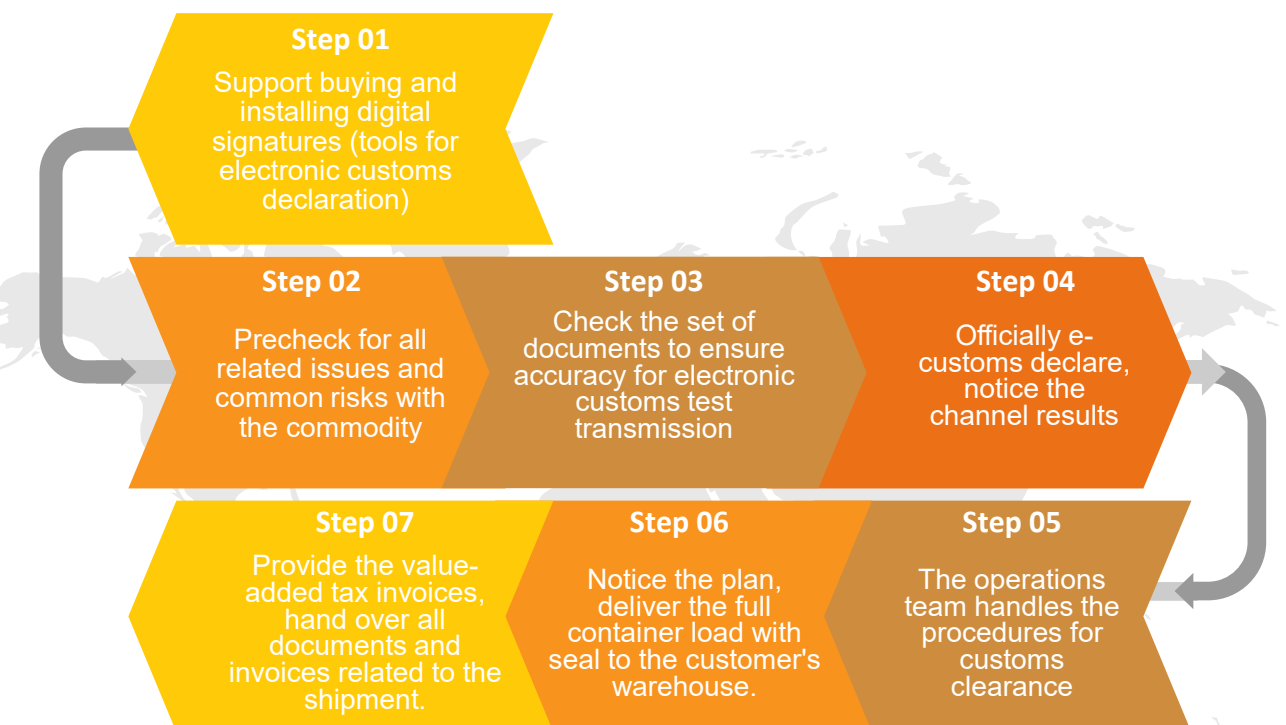 Step 01
Support buying and
installing digital
signatures (tools for
electronic customs
declaration)
Step 02
Precheck for all
related issues and
common risks with
the commodity
Step 03
Check the set of
documents to ensure
accuracy for electronic
customs test
transmission
Step 04
Officially e-
customs declare,
notice the
channel results
Step 05
The operations
team handles the
procedures for
customs
clearance
Step 06
Notice the plan,
deliver the full
container load with
seal to the customer's
warehouse.
Step 07
Provide the value-
added tax invoices,
hand over all
documents and
invoices related to the
shipment.